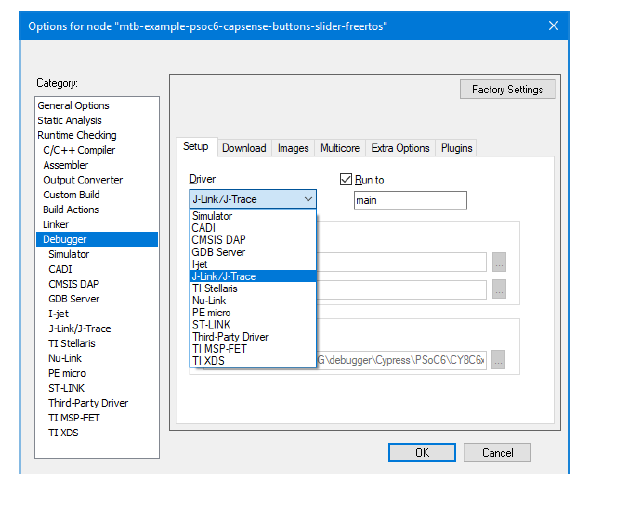 Options for node "mtb-example-psoc6-capsense-buttons-slider-freertos"
Category:
General Options
Static Analysis
Runtime Checking
C/C++ Compiler
Assembler
Output Converter
Custom Build
Build Actions
Linker
Debugger
Simulator
CADI
CMSIS DAP
GDB Server
I-jet
J-Link/J-Trace
TI Stellaris
Nu-Link
PE micro
ST-LINK
Third-Party Driver
TI MSP-FET
TI XDS
Factory Settings
Setup Download Images Multicore Extra Options Plugins
Driver
Run to
J-Link/J-Trace
main
Simulator
CADI
CMSIS DAP
GDB Server
I-jet
J-Link/J-Trace
TI Stellaris
Nu-Link
PE micro
ST-LINK
Third-Party Driver
TI MSP-FET
TI XDS
...
...
G\debugger\Cypress\PSoC6\CY8C6x
...
OK Cancel